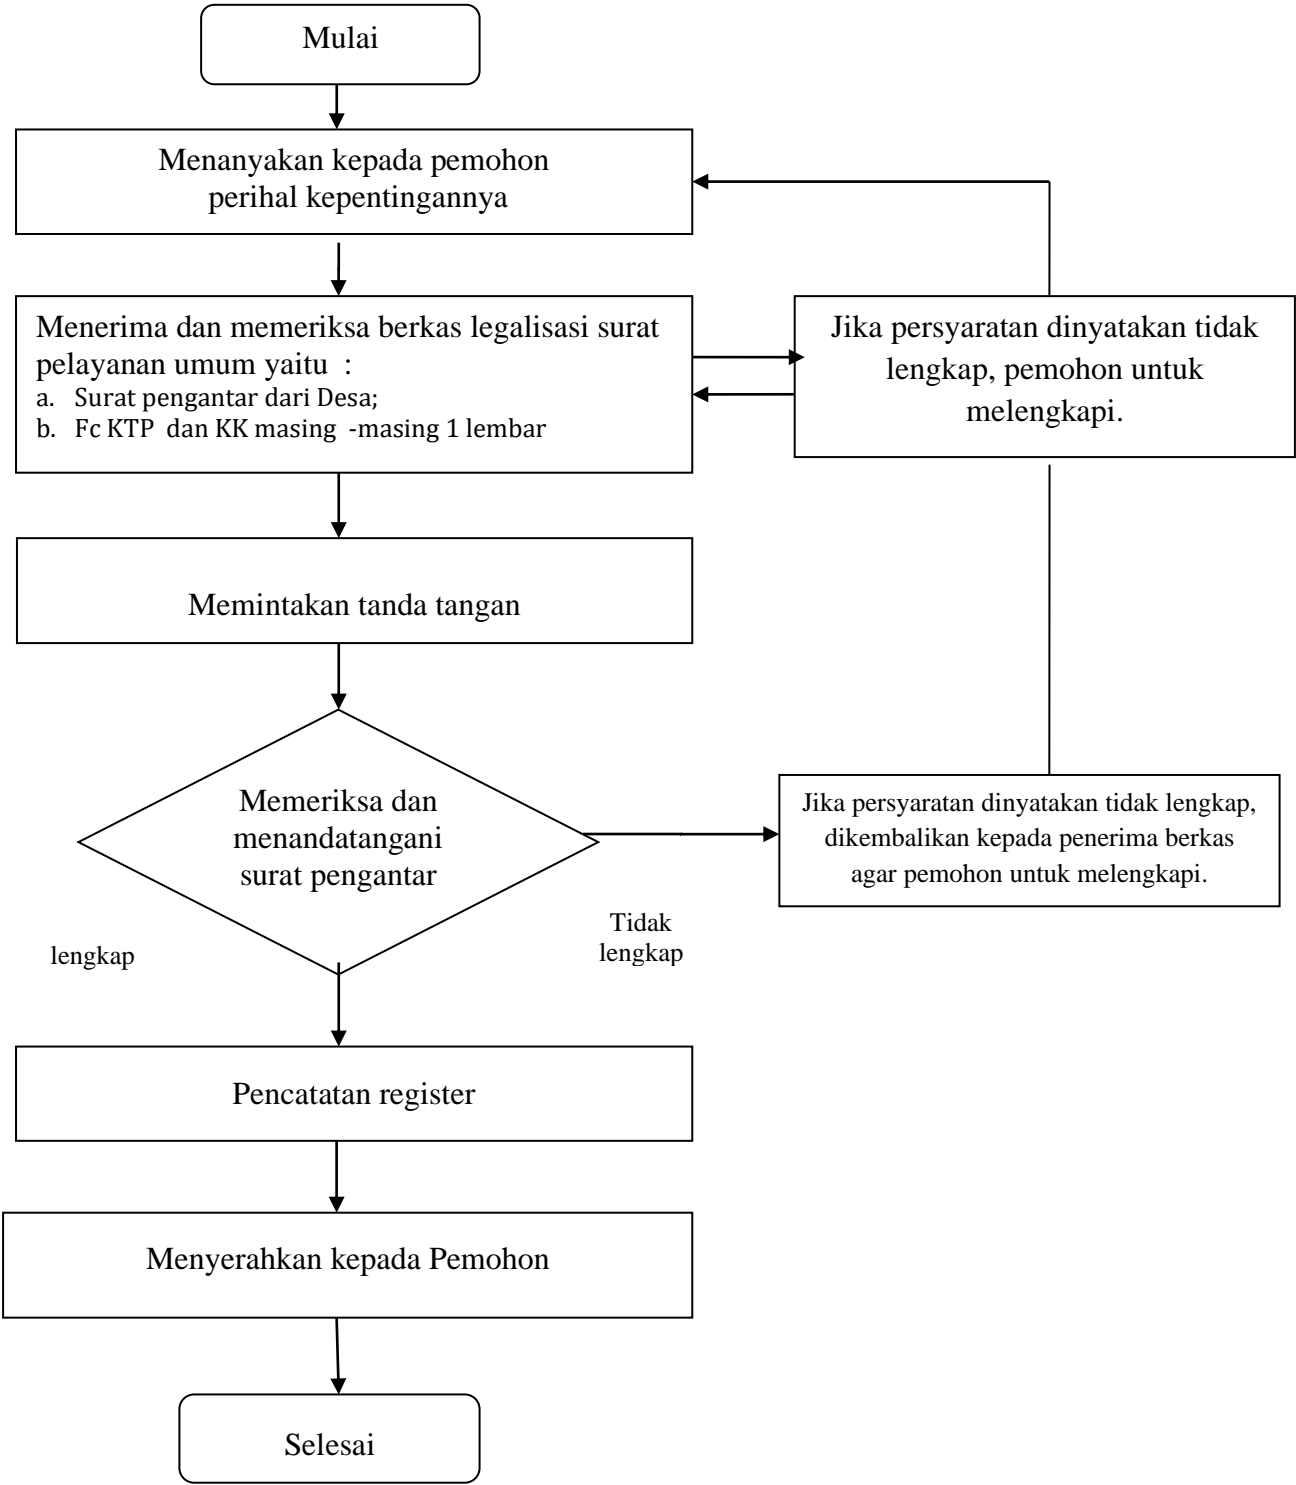 Mulai
Menanyakan kepada pemohon
perihal kepentingannya
Menerima dan memeriksa berkas legalisasi surat
pelayanan umum yaitu :
a. Surat pengantar dari Desa;
b. Fc KTP dan KK masing -masing 1 lembar
Jika persyaratan dinyatakan tidak
lengkap, pemohon untuk
melengkapi.
Memintakan tanda tangan
Memeriksa dan
menandatangani
surat pengantar
Jika persyaratan dinyatakan tidak lengkap,
dikembalikan kepada penerima berkas
agar pemohon untuk melengkapi.
lengkap
Tidak
lengkap
Pencatatan register
Menyerahkan kepada Pemohon
Selesai